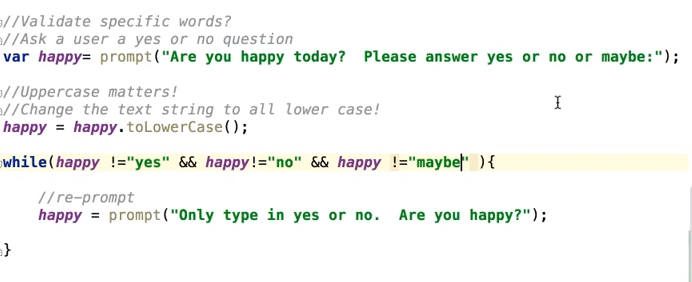 //Validate specific words?
//Ask a user a yes or no question
var happy= prompt("Are you happy today?  Please answer yes or no or maybe:");
//Uppercase matters!
//Change the text string to all lower case!
happy = happy.toLowerCase();
while(happy !="yes" && happy!="no" && happy !="maybe" ){
//re-prompt
happy = prompt("Only type in yes or no.  Are you happy?");
}